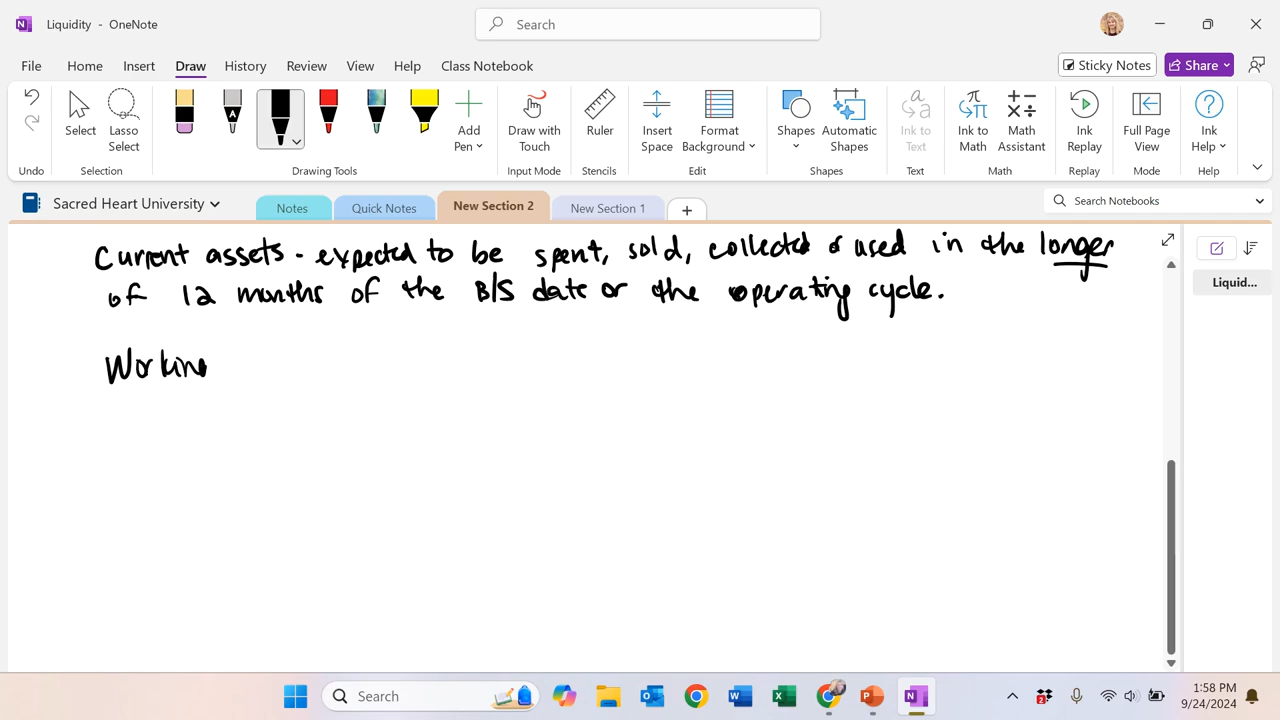 Liquidity - OneNote
Search
File Home Insert Draw History Review View Help Class Notebook
Sticky Notes Share
Select Lasso Select A Add Pen Draw with Touch Ruler Insert Space Format Background Shapes Automatic Shapes Ink to Text Ink to Math Math Assistant Ink Replay Full Page View Ink Help
Undo Selection Drawing Tools Input Mode Stencils Edit Shapes Text Math Replay Mode Help
Sacred Heart University Notes Quick Notes New Section 2 New Section 1 + Search Notebooks
Current assets - expected to be spent, sold, collected or used in the longer
of 12 months of the B/S date or the operating cycle.
Workin
Liquid...
Search
2
1:58 PM
9/24/2024